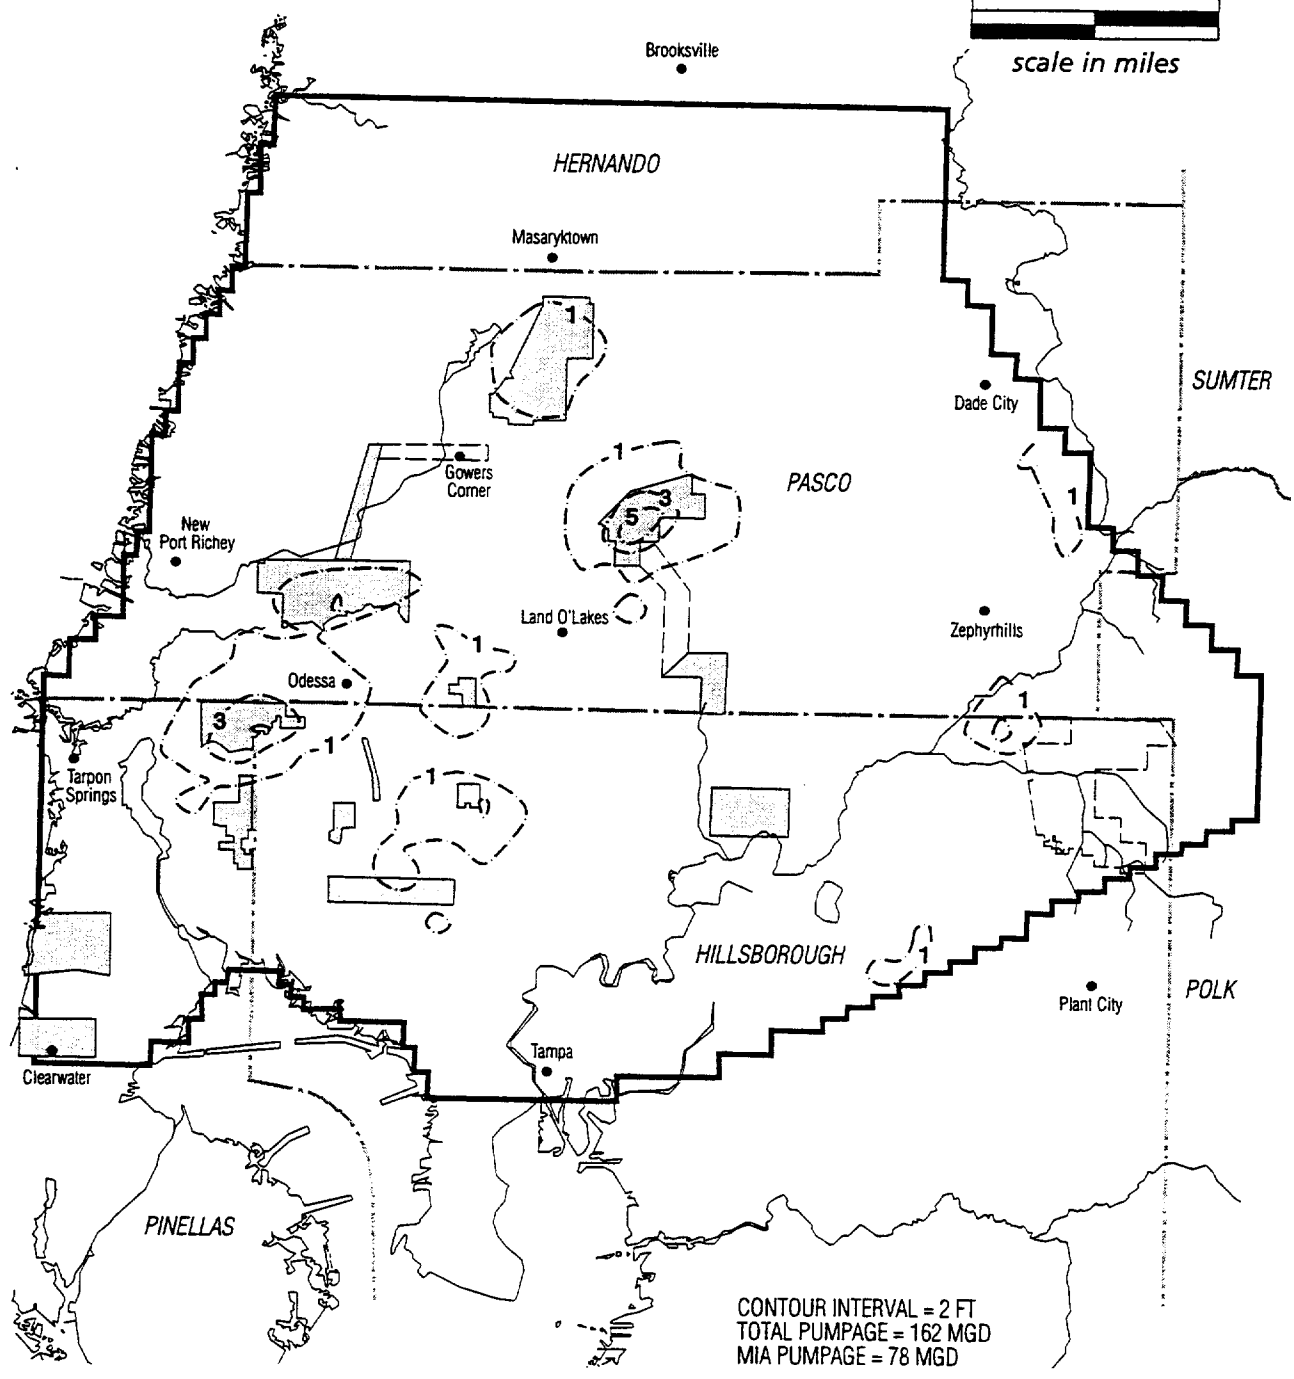 scale in miles
Brooksville
HERNANDO
Masaryktown
1
SUMTER
Dade City
1
Gowers
Corner
PASCO
3
1
5
New
Port Richey
Land O'Lakes
Zephyrhills
1
Odessa
1
3
1
Tarpon
Springs
1
HILLSBOROUGH
1
POLK
Plant City
Tampa
Clearwater
PINELLAS
CONTOUR INTERVAL = 2 FT
TOTAL PUMPAGE = 162 MGD
MIA PUMPAGE = 78 MGD